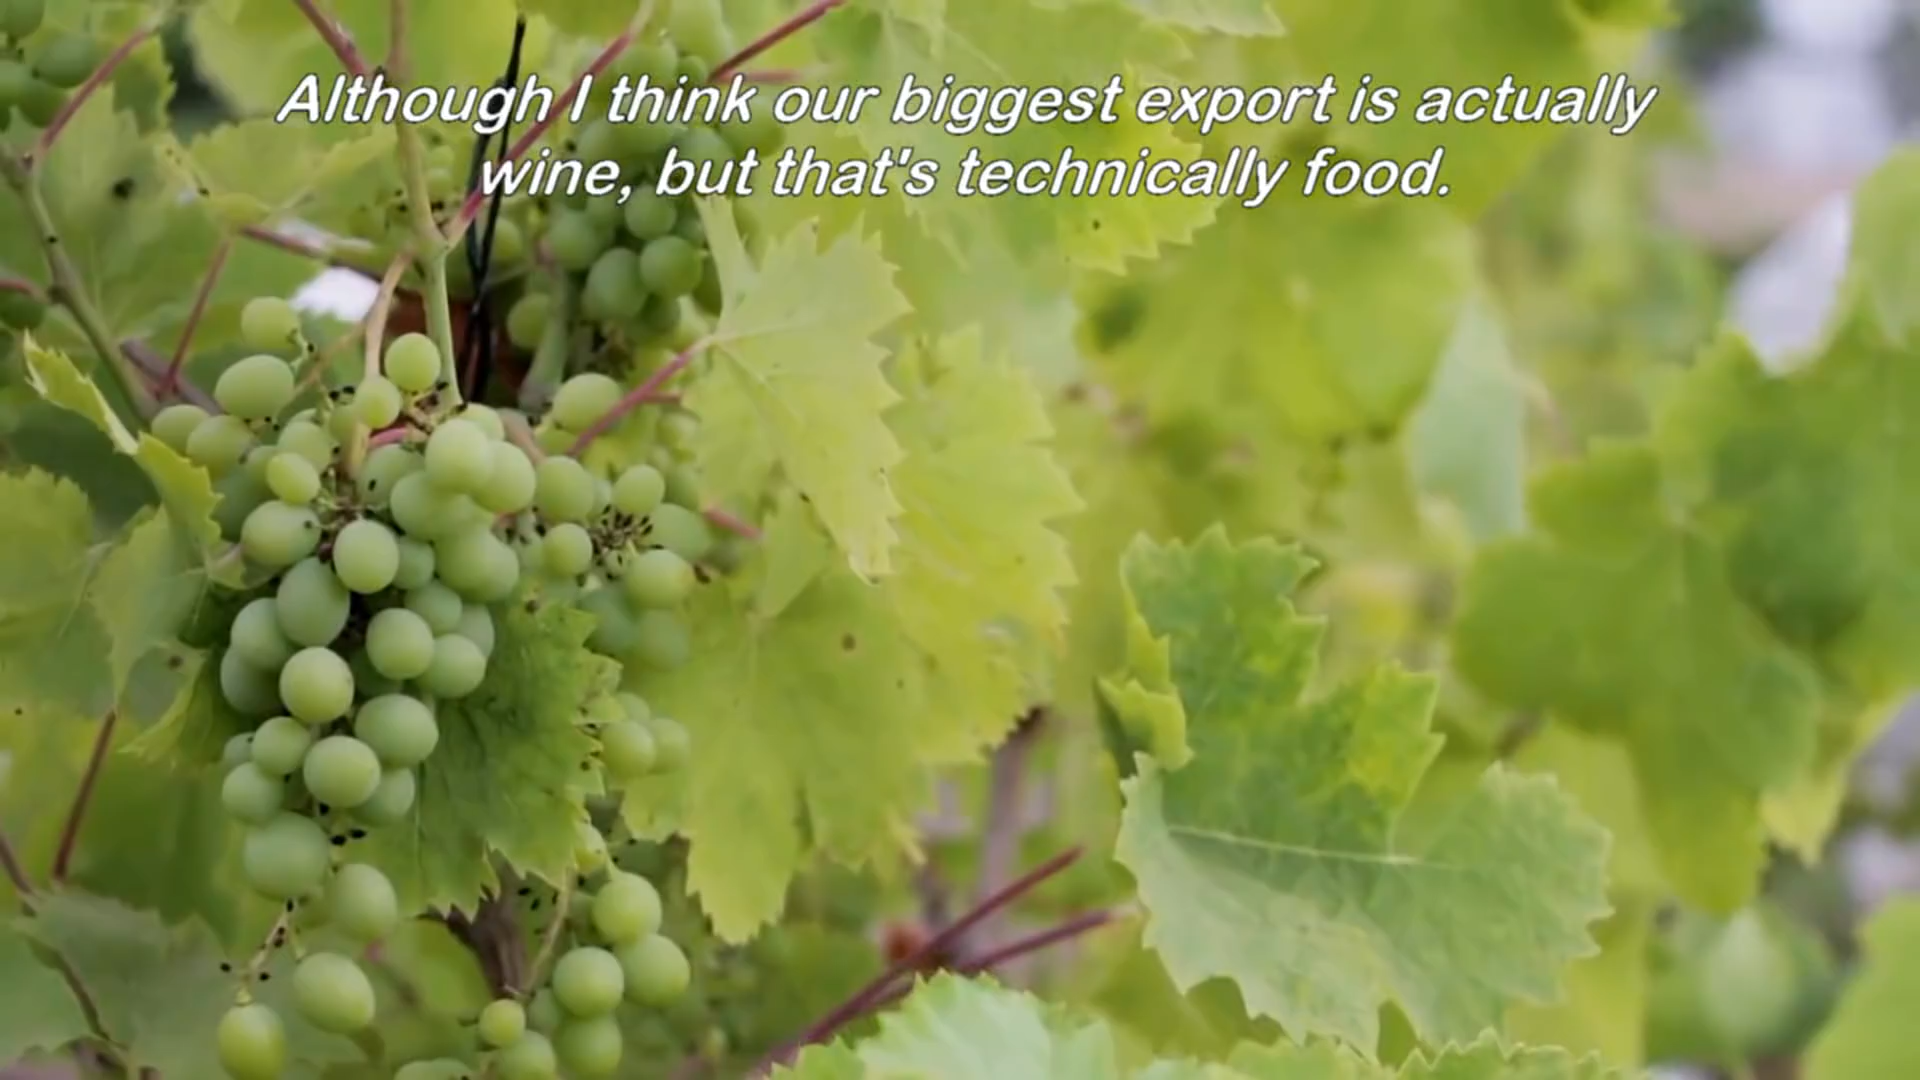 Although I think our biggest export is actually
wine, but that's technically food.